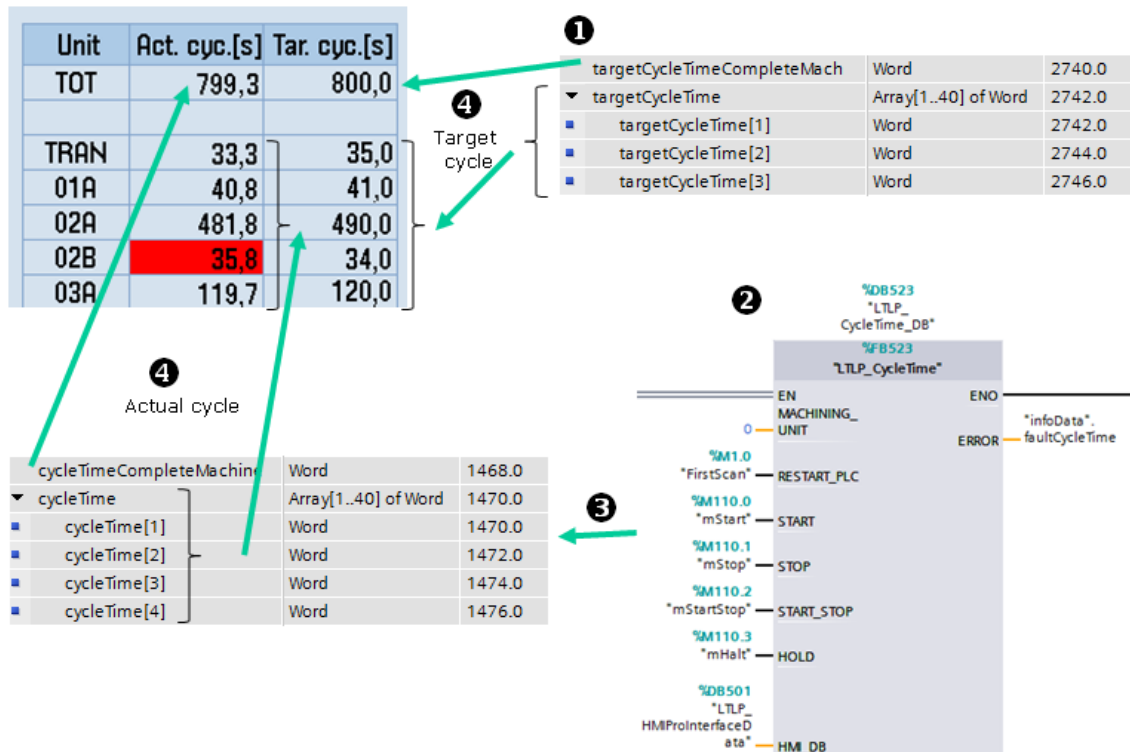 Unit Act. cyc.[s] Tar. cyc.[s]
TOT 799,3 800,0
TRAN 33,3 35,0
01A 40,8 41,0
02A 481,8 490,0
02B 35,8 34,0
03A 119,7 120,0
❶
targetCycleTimeCompleteMach Word 2740.0
targetCycleTime Array[1..40] of Word 2742.0
targetCycleTime[1] Word 2742.0
targetCycleTime[2] Word 2744.0
targetCycleTime[3] Word 2746.0
❹
Target
cycle
❹
Actual cycle
cycleTimeCompleteMachine Word 1468.0
cycleTime Array[1..40] of Word 1470.0
cycleTime[1] Word 1470.0
cycleTime[2] Word 1472.0
cycleTime[3] Word 1474.0
cycleTime[4] Word 1476.0
❸
❷
%DB523
"LTLP_
CycleTime_DB"
%FB523
"LTLP_CycleTime"
EN ENO
MACHINING_
0 UNIT
ERROR
"infoData".
faultCycleTime
%M1.0
"FirstScan" RESTART_PLC
%M110.0
"mStart" START
%M110.1
"mStop" STOP
%M110.2
"mStartStop" START_STOP
%M110.3
"mHalt" HOLD
%DB501
"LTLP_
HMIProInterfaceD
ata" HMI_DB